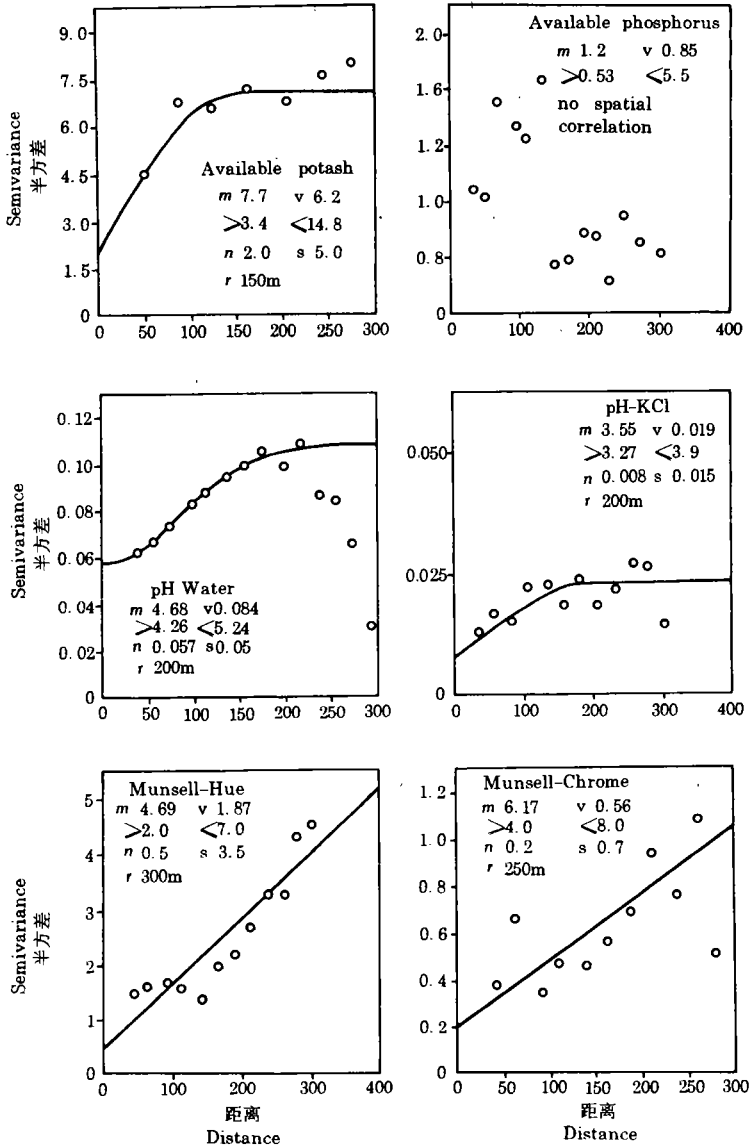 9.0
7.5
6.0
4.5
3.0
1.5
0
Semivariance
半方差
Available potash
m 7.7 v 6.2
>3.4 <14.8
n 2.0 s 5.0
r 150m
0 50 100 150 200 250 300
2.0
1.6
1.2
1.0
0.8
0
Available phosphorus
m 1.2 v 0.85
>0.53 <5.5
no spatial
correlation
0 100 200 300 400
0.12
0.10
0.08
0.06
0.04
0.02
0
Semivariance
半方差
pH Water
m 4.68 v0.084
>4.26 <5.24
n 0.057 s0.05
r 200m
0 50 100 150 200 250 300
0.050
0.025
0
pH-KCl
m 3.55 v 0.019
>3.27 <3.9
n 0.008 s 0.015
r 200m
0 100 200 300 400
5
4
3
2
1
0
Semivariance
半方差
Munsell-Hue
m 4.69 v 1.87
>2.0 <7.0
n 0.5 s 3.5
r 300m
0 100 200 300 400
距离
Distance
1.2
1.0
0.8
0.6
0.4
0.2
0
Munsell-Chrome
m 6.17 v 0.56
>4.0 <8.0
n 0.2 s 0.7
r 250m
0 50 100 150 200 250 300
距离
Distance